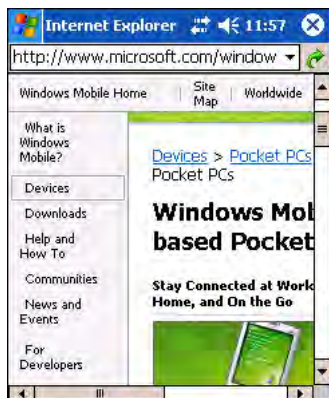 Internet Explorer 11:57
http://www.microsoft.com/window
Windows Mobile Home | Site Map | Worldwide
What is
Windows
Mobile?
Devices
Downloads
Help and
How To
Communities
News and
Events
For
Developers
Devices > Pocket PCs
Pocket PCs
Windows Mob
based Pocket
Stay Connected at Work
Home, and On the Go